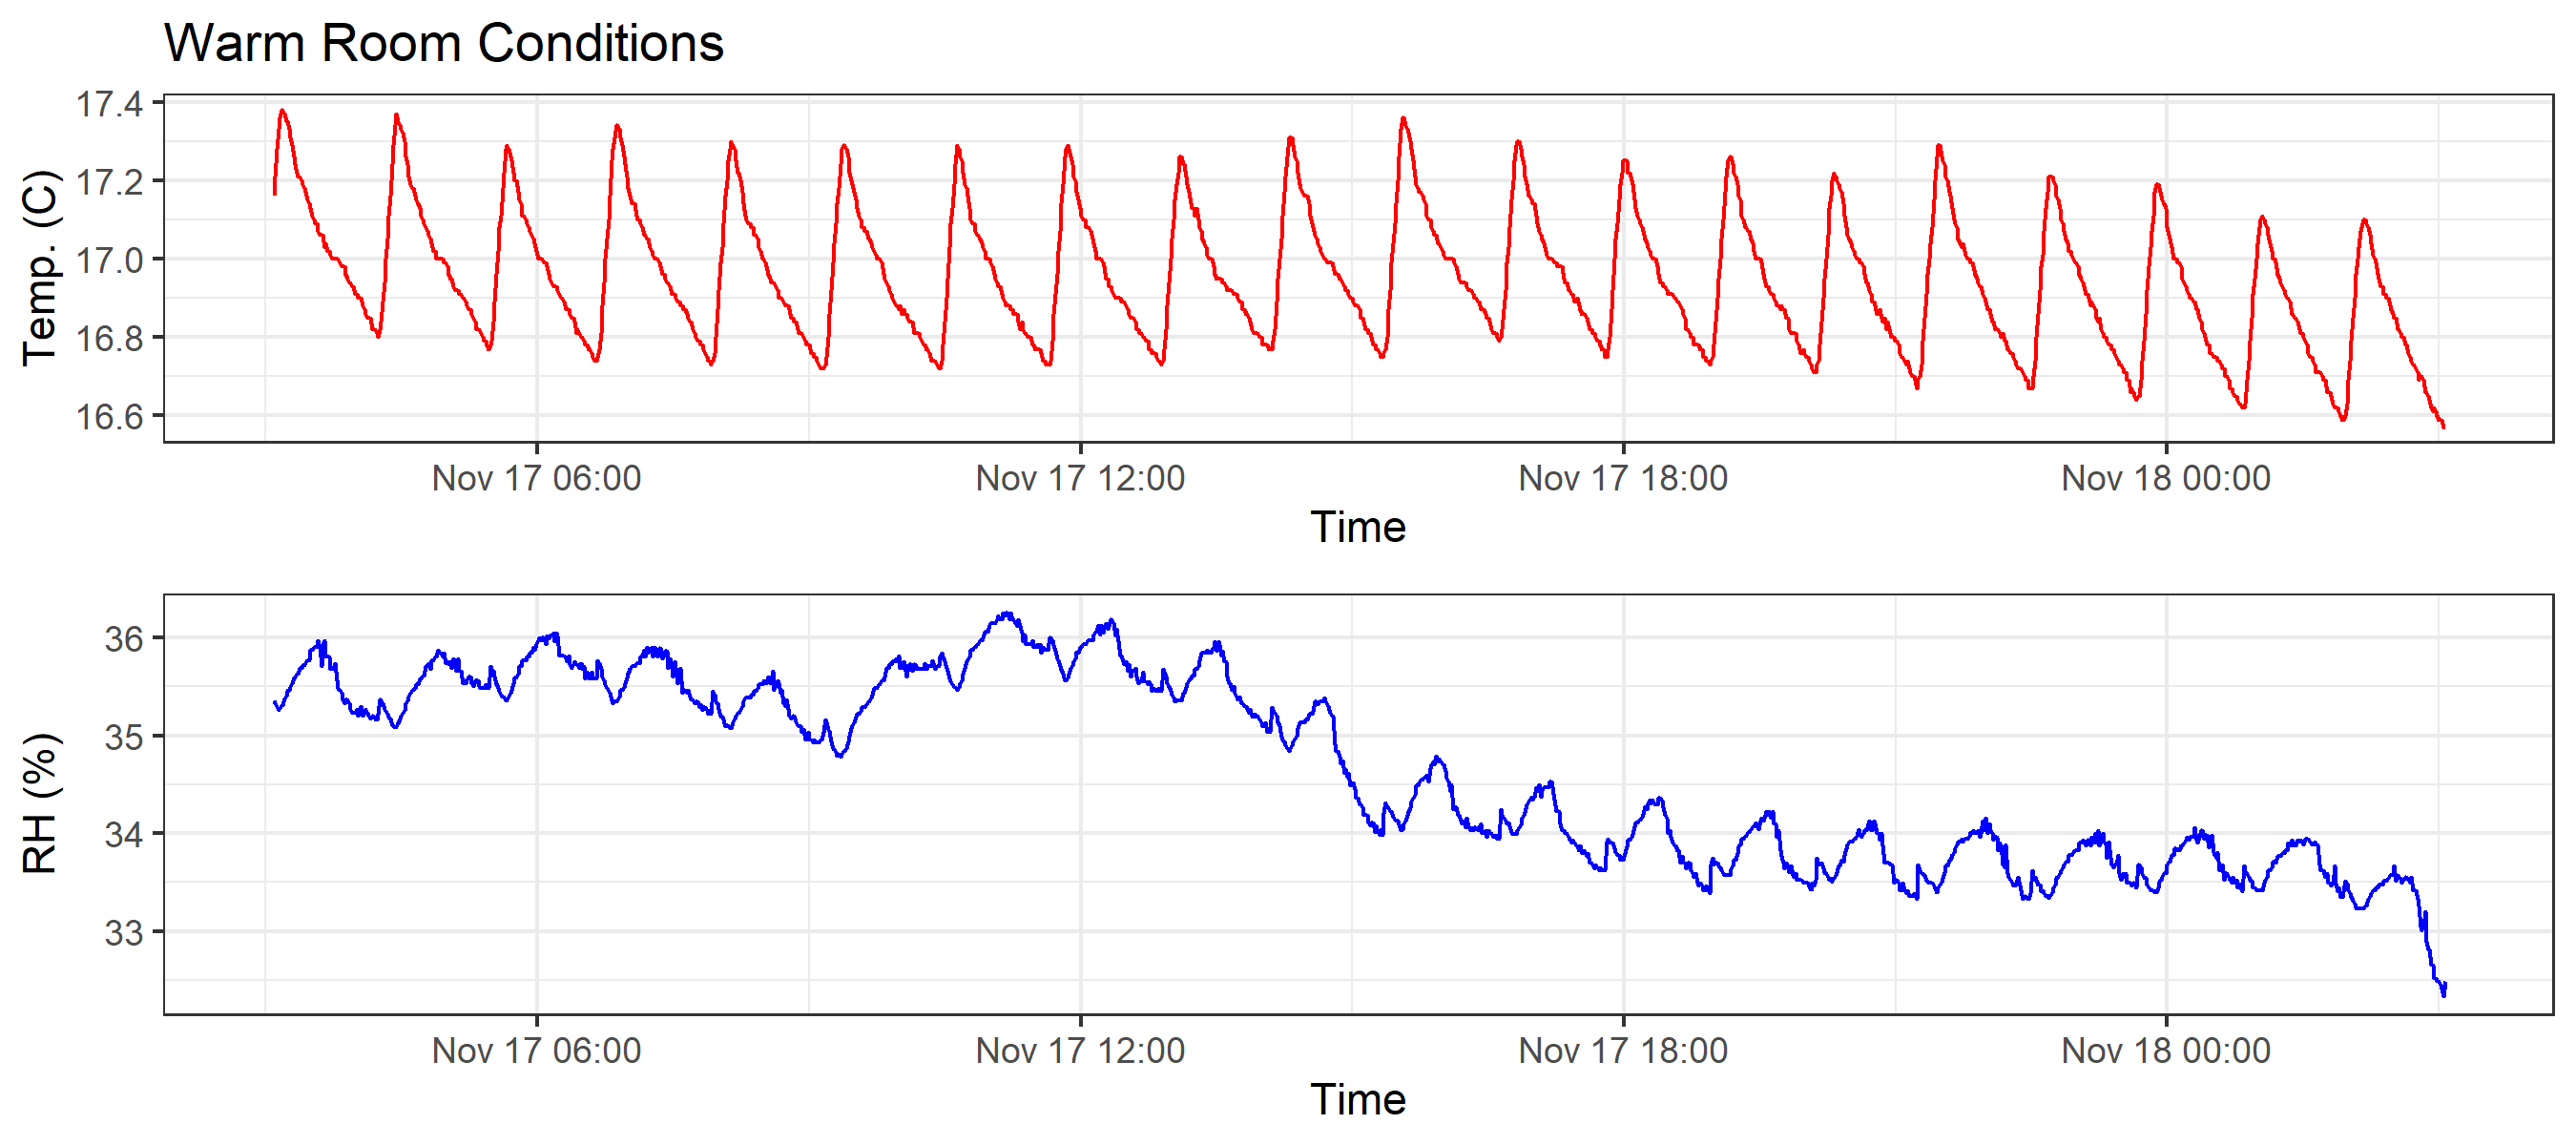 Warm Room Conditions
17.4
17.2
17.0
16.8
16.6
Temp. (C)
Nov 17 06:00 Nov 17 12:00 Nov 17 18:00 Nov 18 00:00
Time
36
35
34
33
RH (%)
Nov 17 06:00 Nov 17 12:00 Nov 17 18:00 Nov 18 00:00
Time